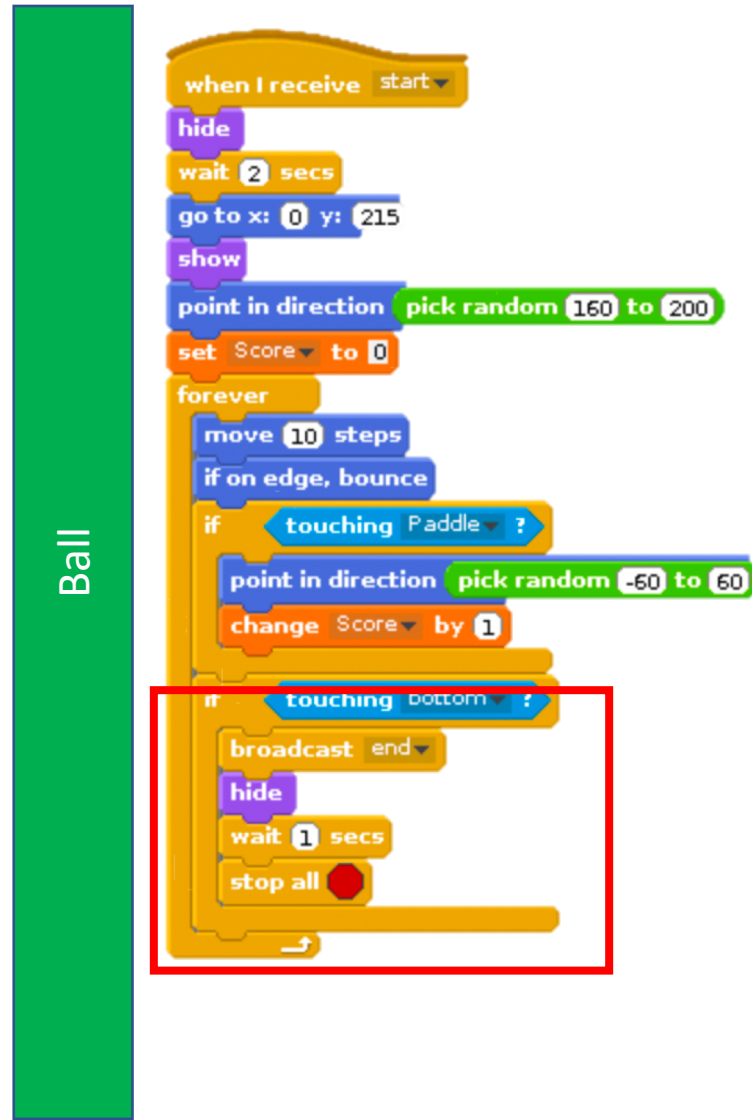 Ball
when I receive start
hide
wait 2 secs
go to x: 0 y: 215
show
point in direction pick random 160 to 200
set Score to 0
forever
move 10 steps
if on edge, bounce
if touching Paddle ?
point in direction pick random -60 to 60
change Score by 1
if touching bottom ?
broadcast end
hide
wait 1 secs
stop all